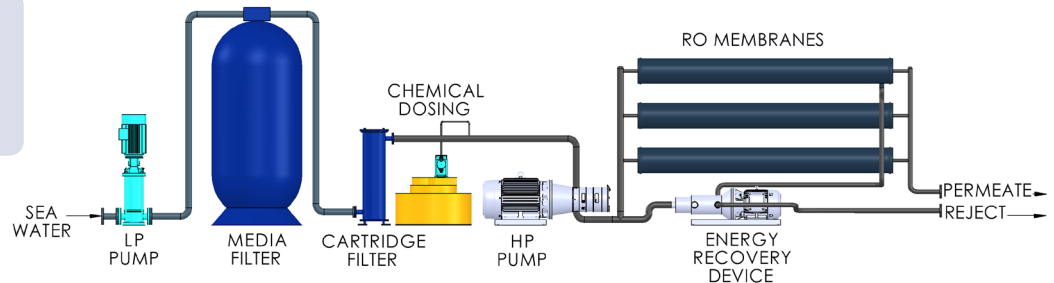 SEA
WATER
LP
PUMP
MEDIA
FILTER
CARTRIDGE
FILTER
CHEMICAL
DOSING
HP
PUMP
RO MEMBRANES
ENERGY
RECOVERY
DEVICE
PERMEATE
REJECT